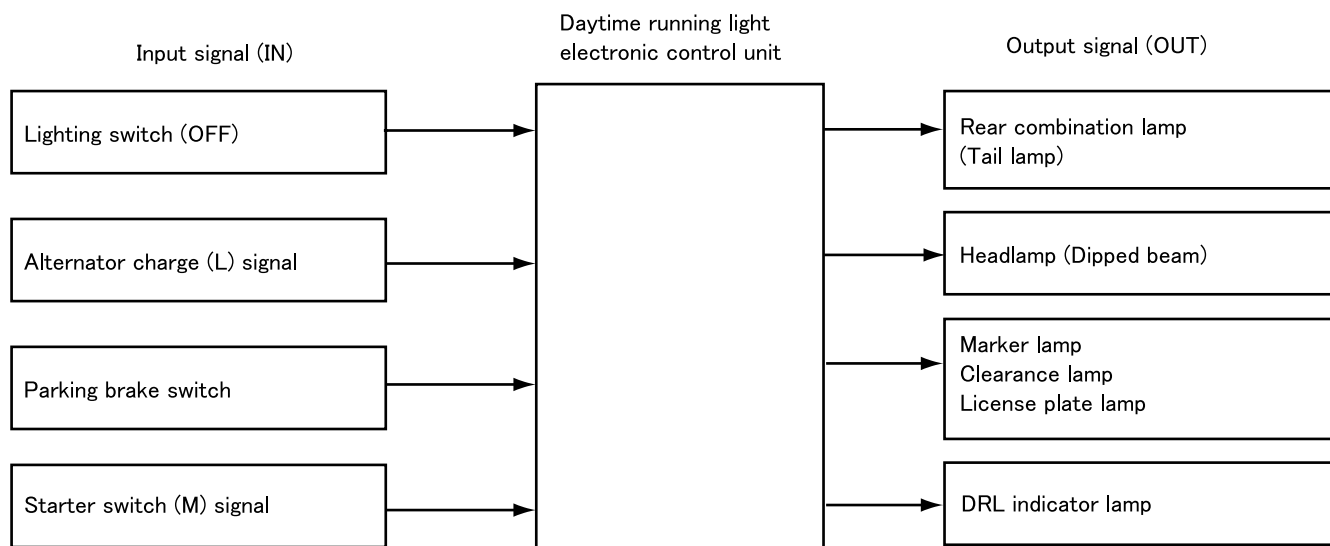 Input signal (IN)
Daytime running light
electronic control unit
Output signal (OUT)
Lighting switch (OFF)
Alternator charge (L) signal
Parking brake switch
Starter switch (M) signal
Rear combination lamp
(Tail lamp)
Headlamp (Dipped beam)
Marker lamp
Clearance lamp
License plate lamp
DRL indicator lamp